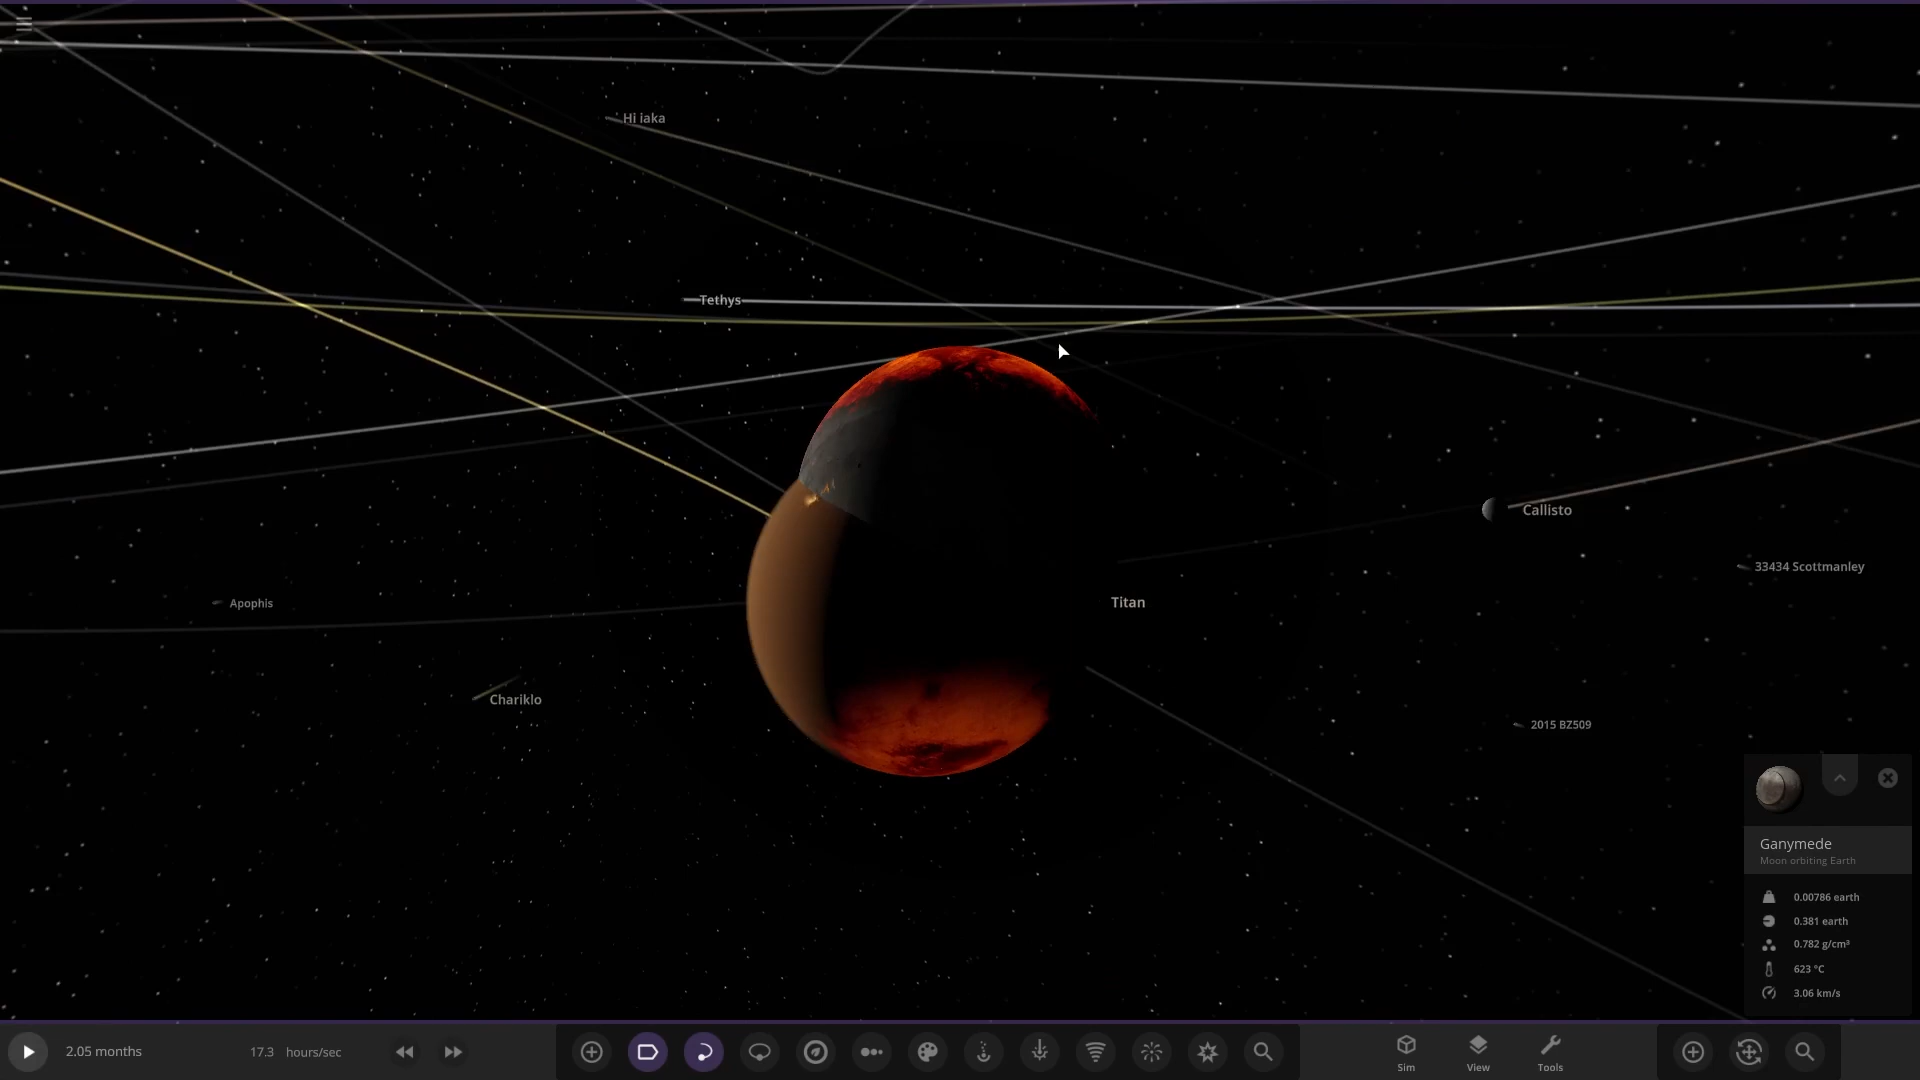 Hi iaka
Tethys
Callisto
33434 Scottmanley
Apophis
Titan
Chariklo
2015 BZ509
Ganymede
Moon orbiting Earth
0.00786 earth
0.381 earth
0.782 g/cm³
623 °C
3.06 km/s
2.05 months
17.3 hours/sec
Sim
View
Tools